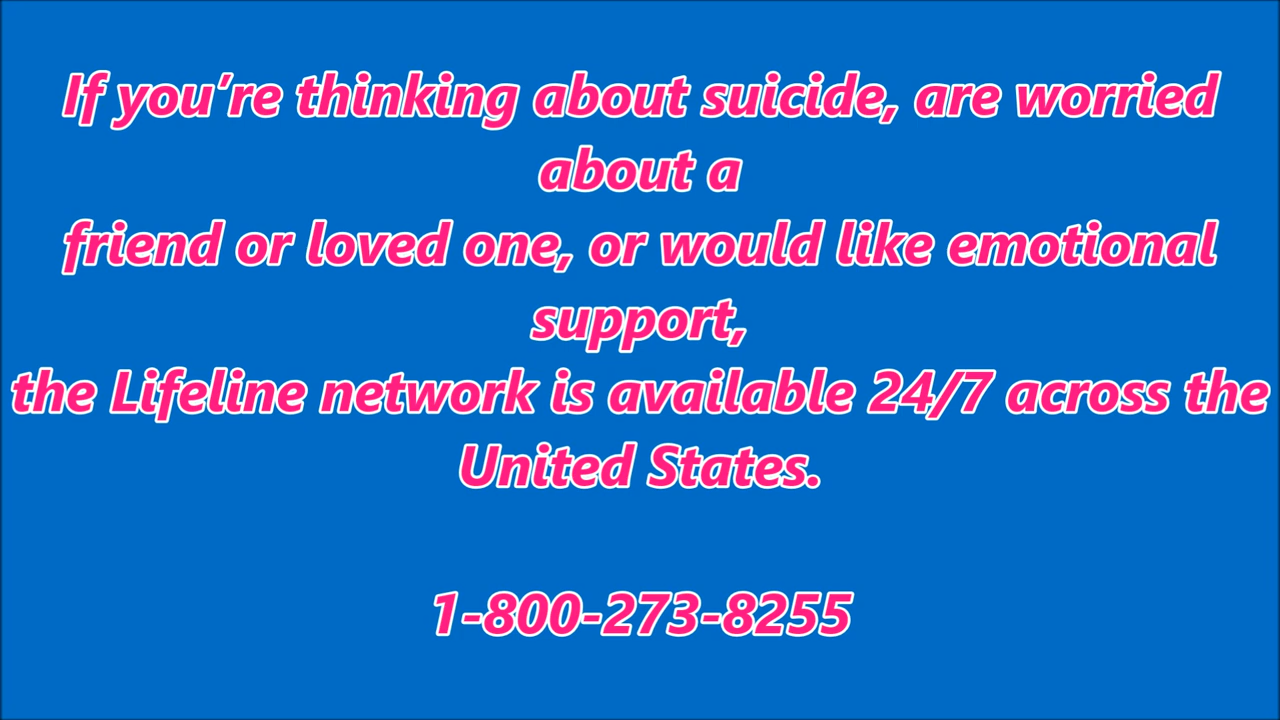 If you’re thinking about suicide, are worried
about a
friend or loved one, or would like emotional
support,
the Lifeline network is available 24/7 across the
United States.
1-800-273-8255